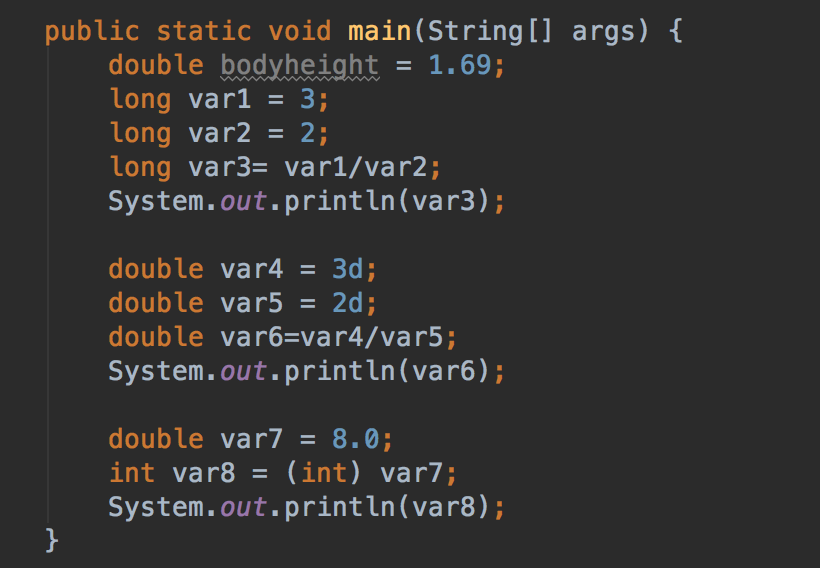 public static void main(String[] args) {
double bodyheight = 1.69;
long var1 = 3;
long var2 = 2;
long var3= var1/var2;
System.out.println(var3);
double var4 = 3d;
double var5 = 2d;
double var6=var4/var5;
System.out.println(var6);
double var7 = 8.0;
int var8 = (int) var7;
System.out.println(var8);
}